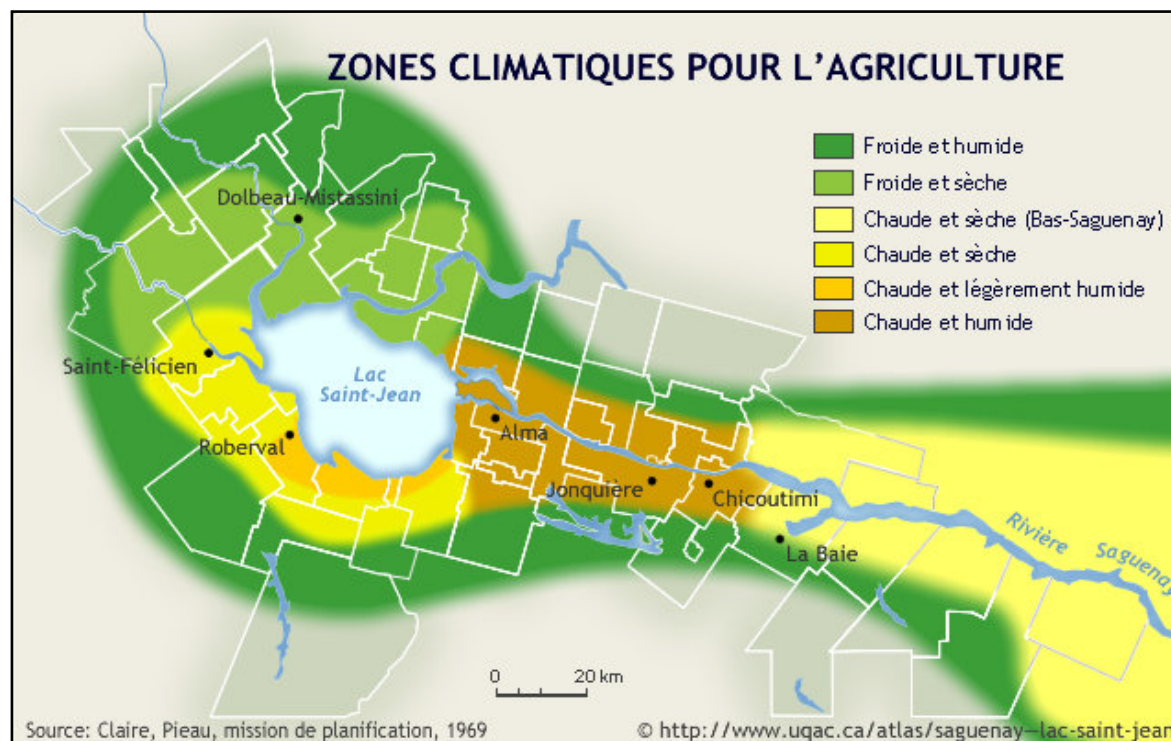 ZONES CLIMATIQUES POUR L'AGRICULTURE
Froide et humide
Froide et sèche
Chaude et sèche (Bas-Saguenay)
Chaude et sèche
Chaude et légèrement humide
Chaude et humide
Dolbeau-Mistassini
Saint-Félicien
Lac
Saint-Jean
Roberval
Alma
Jonquière
Chicoutimi
La Baie
Rivière Saguenay
0 20 km
Source: Claire, Pieau, mission de planification, 1969
© http://www.uqac.ca/atlas/saguenay—lac-saint-jean